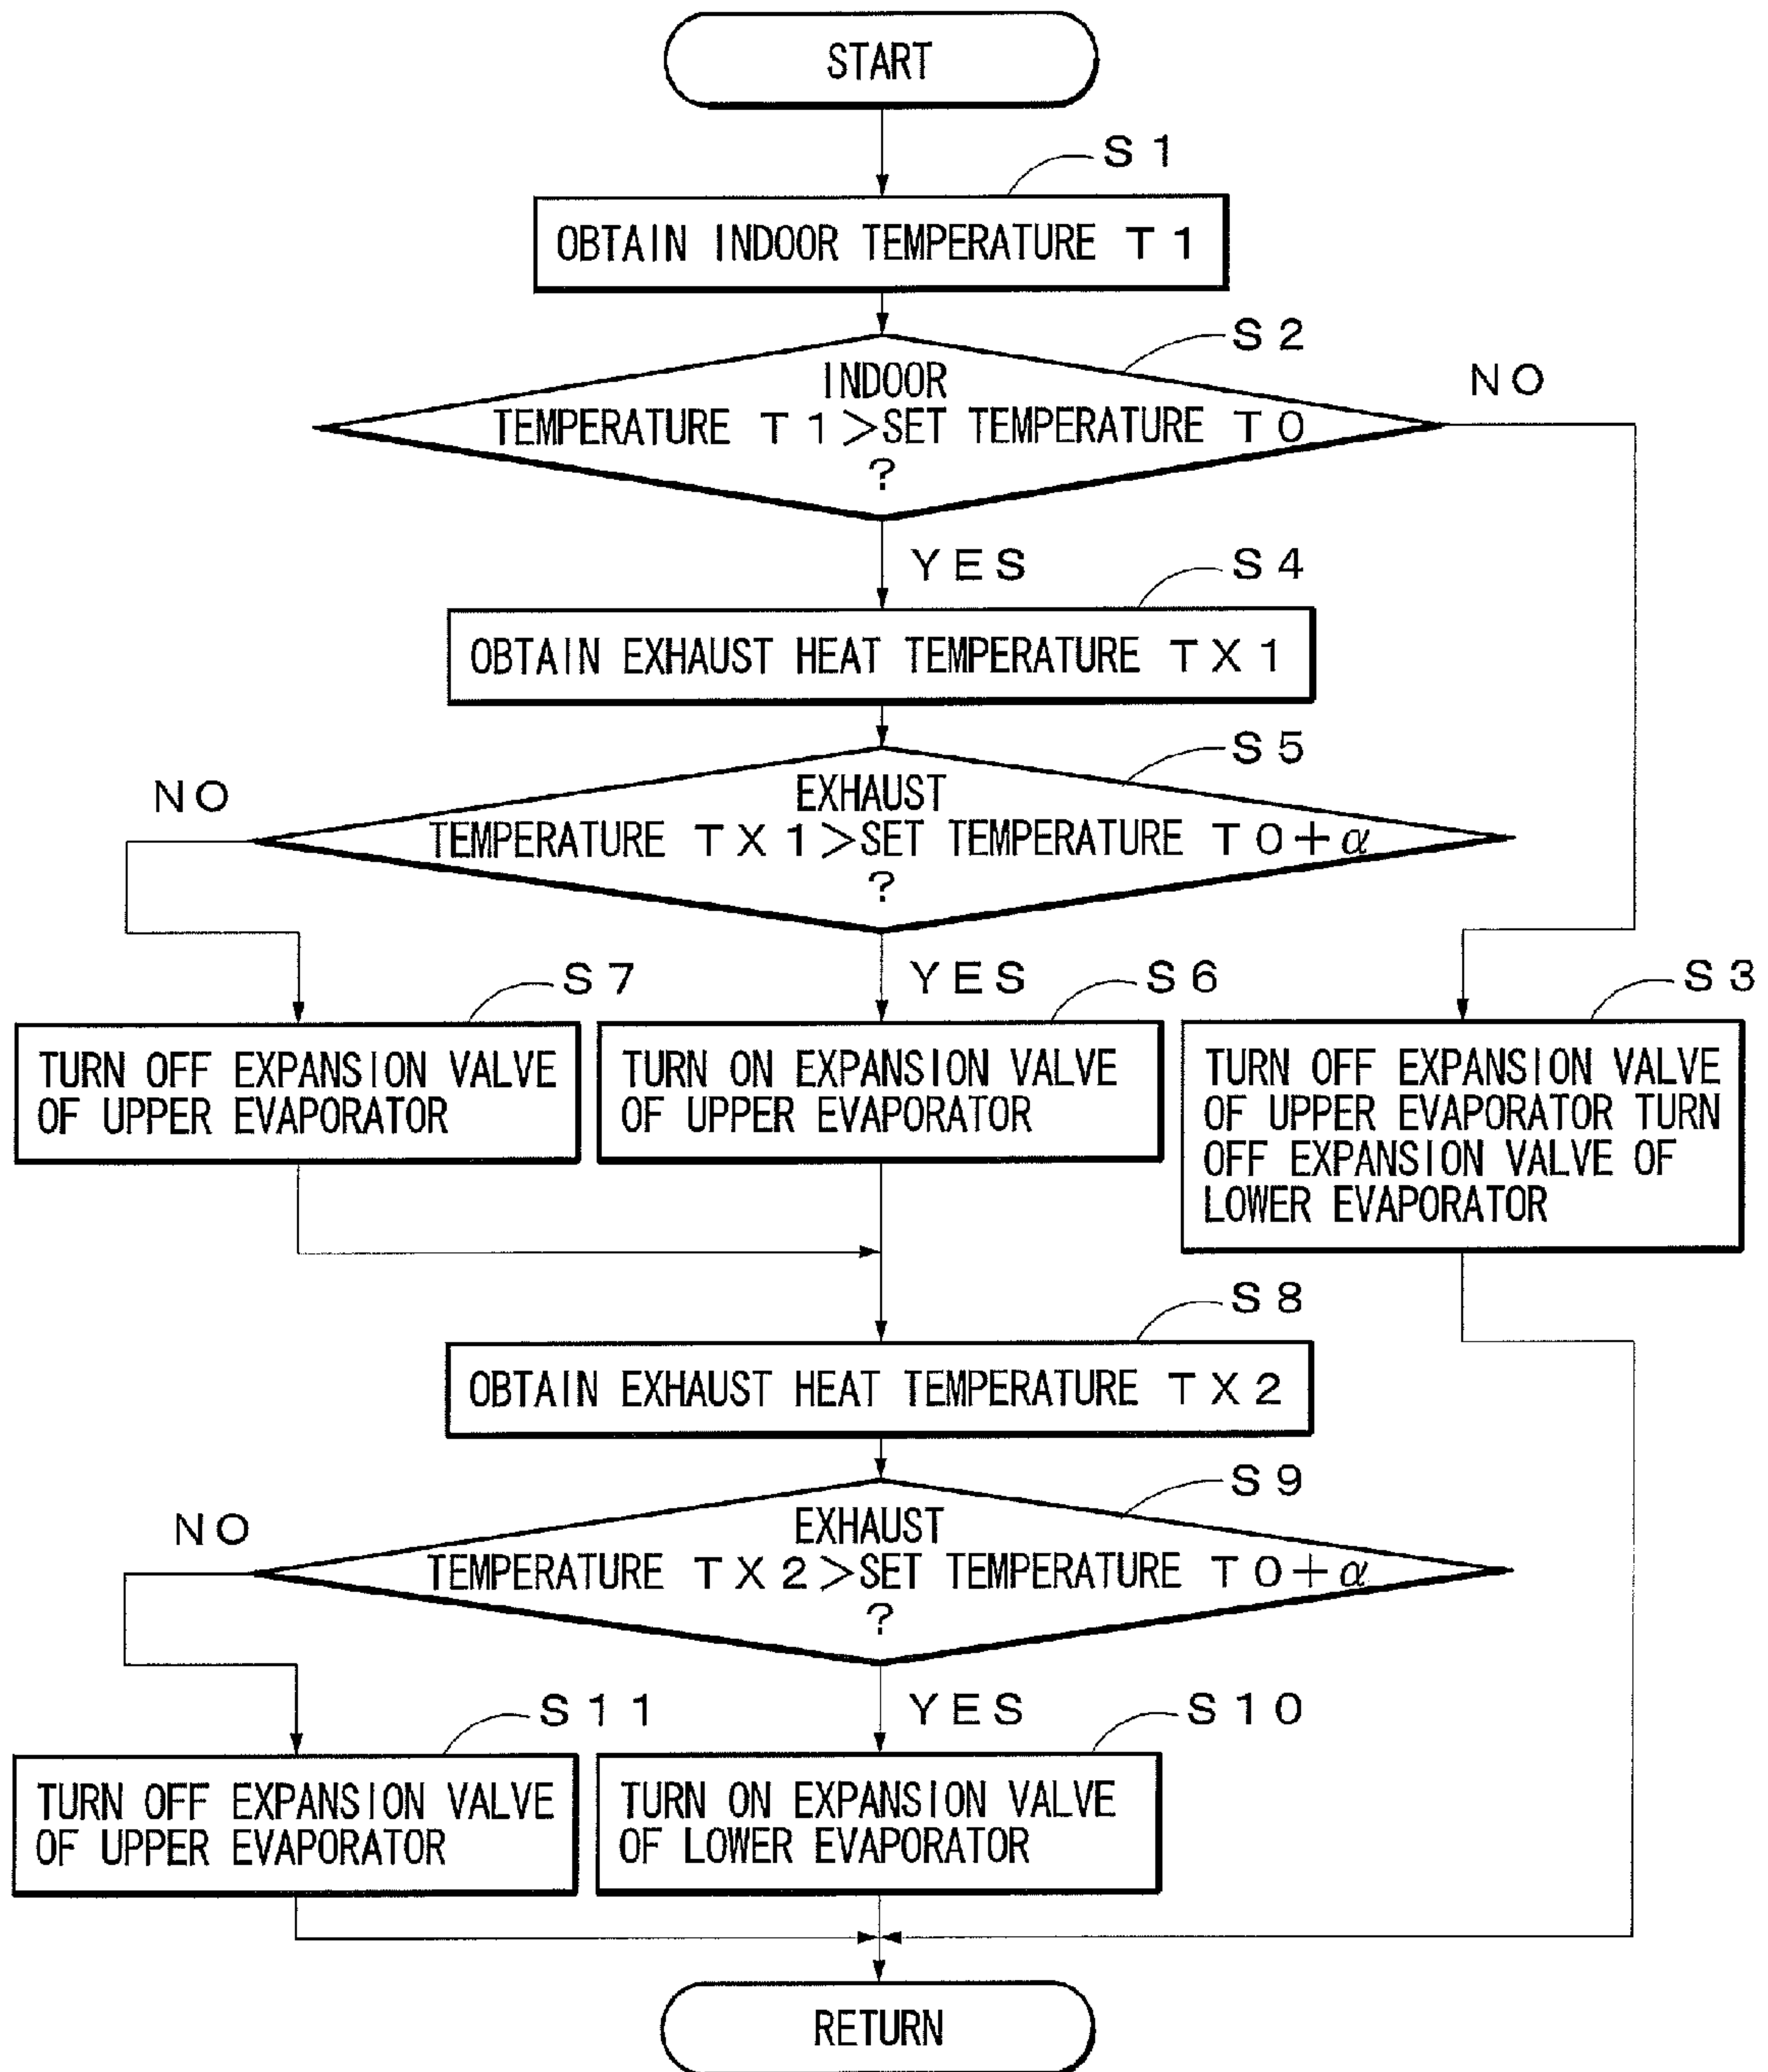 START
S1
OBTAIN INDOOR TEMPERATURE T1
S2
INDOOR
TEMPERATURE T1>SET TEMPERATURE T0
?
NO
YES
S4
OBTAIN EXHAUST HEAT TEMPERATURE TX1
S5
NO
EXHAUST
TEMPERATURE TX1>SET TEMPERATURE T0+α
?
S7
YES
S6
S3
TURN OFF EXPANSION VALVE
OF UPPER EVAPORATOR
TURN ON EXPANSION VALVE
OF UPPER EVAPORATOR
TURN OFF EXPANSION VALVE
OF UPPER EVAPORATOR TURN
OFF EXPANSION VALVE OF
LOWER EVAPORATOR
S8
OBTAIN EXHAUST HEAT TEMPERATURE TX2
S9
NO
EXHAUST
TEMPERATURE TX2>SET TEMPERATURE T0+α
?
S11
YES
S10
TURN OFF EXPANSION VALVE
OF UPPER EVAPORATOR
TURN ON EXPANSION VALVE
OF LOWER EVAPORATOR
RETURN